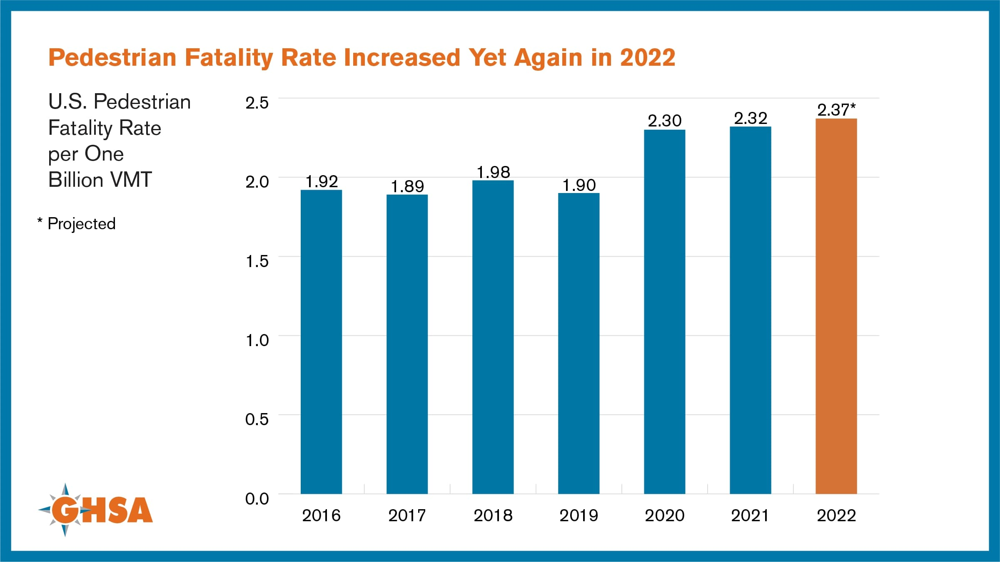 Pedestrian Fatality Rate Increased Yet Again in 2022
U.S. Pedestrian
Fatality Rate
per One
Billion VMT
* Projected
2.5
2.0
1.5
1.0
0.5
0.0
1.92
1.89
1.98
1.90
2.30
2.32
2.37*
2016
2017
2018
2019
2020
2021
2022
GHSA